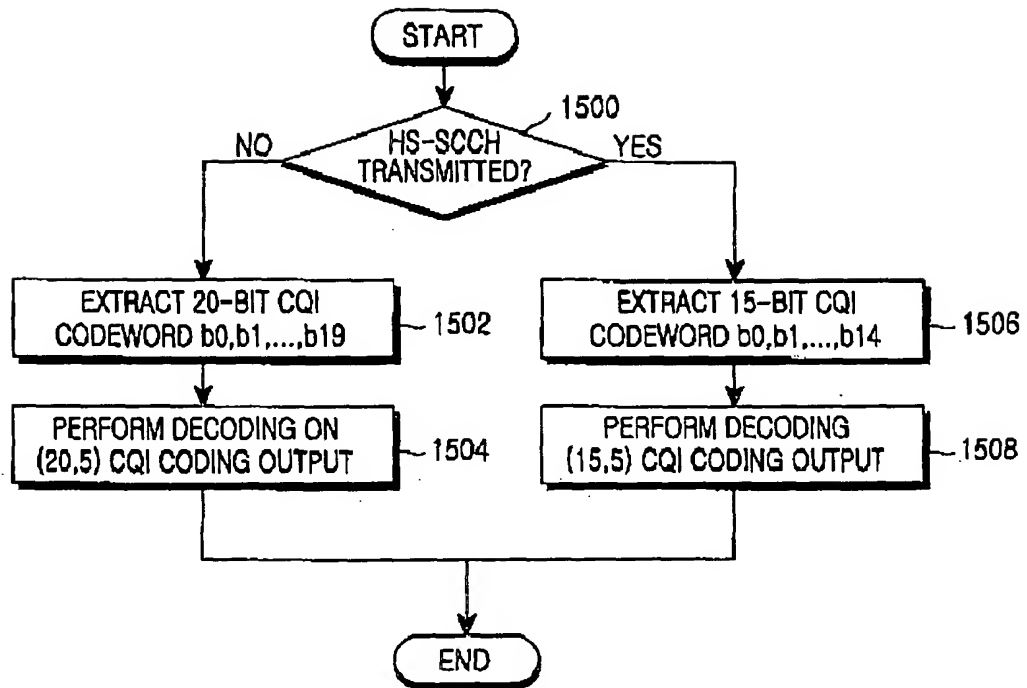 START
1500
HS-SCCH
TRANSMITTED?
NO
YES
EXTRACT 20-BIT CQI
CODEWORD b0,b1,...,b19
1502
EXTRACT 15-BIT CQI
CODEWORD b0,b1,...,b14
1506
PERFORM DECODING ON
(20,5) CQI CODING OUTPUT
1504
PERFORM DECODING
(15,5) CQI CODING OUTPUT
1508
END